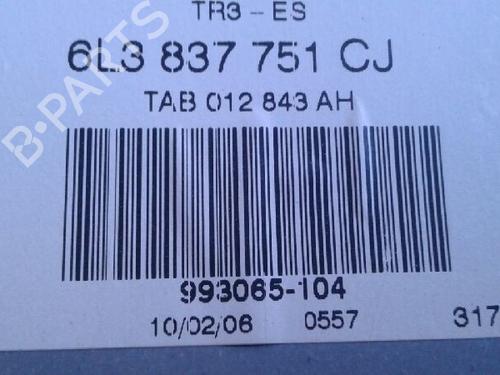 TR3 - ES
6L3 837 751 CJ
TAB 012 843 AH
B-PARTS
993065-104
10/02/06 0557 317